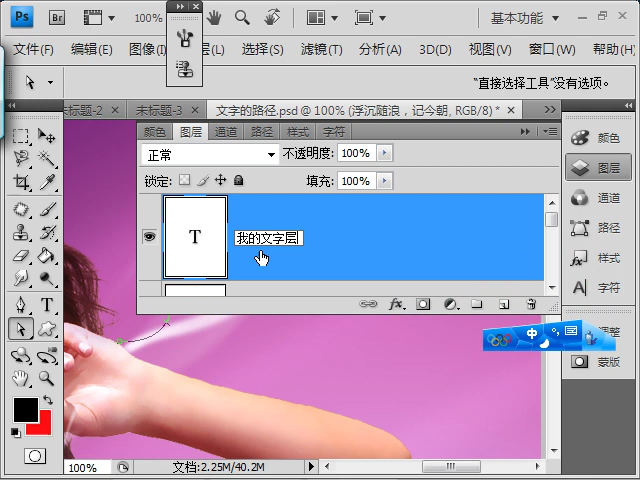 Ps Br 100%
基本功能
文件(F) 编辑(E) 图像(I) 层(L) 选择(S) 滤镜(T) 分析(A) 3D(D) 视图(V) 窗口(W) 帮助(H)
“直接选择工具”没有选项。
未标题-2 × 未标题-3 × 文字的路径.psd @ 100% (浮沉随浪，记今朝, RGB/8) * ×
颜色 图层 通道 路径 样式 字符
正常 不透明度: 100%
锁定: 填充: 100%
T 我的文字层
fx
颜色
图层
通道
路径
样式
字符
调整
蒙版
中
100% 文档:2.25M/40.2M